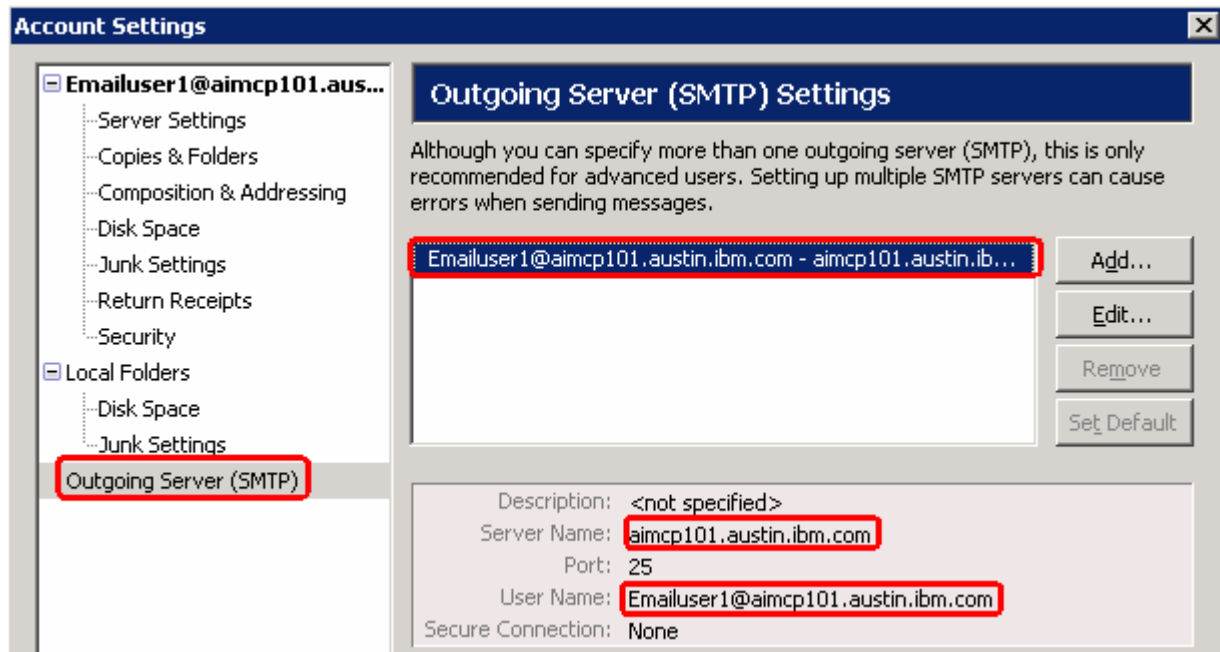 Account Settings
Emailuser1@aimcp101.aus...
Server Settings
Copies & Folders
Composition & Addressing
Disk Space
Junk Settings
Return Receipts
Security
Local Folders
Disk Space
Junk Settings
Outgoing Server (SMTP)
Outgoing Server (SMTP) Settings
Although you can specify more than one outgoing server (SMTP), this is only
recommended for advanced users. Setting up multiple SMTP servers can cause
errors when sending messages.
Emailuser1@aimcp101.austin.ibm.com - aimcp101.austin.ib...
Add...
Edit...
Remove
Set Default
Description: <not specified>
Server Name: aimcp101.austin.ibm.com
Port: 25
User Name: Emailuser1@aimcp101.austin.ibm.com
Secure Connection: None